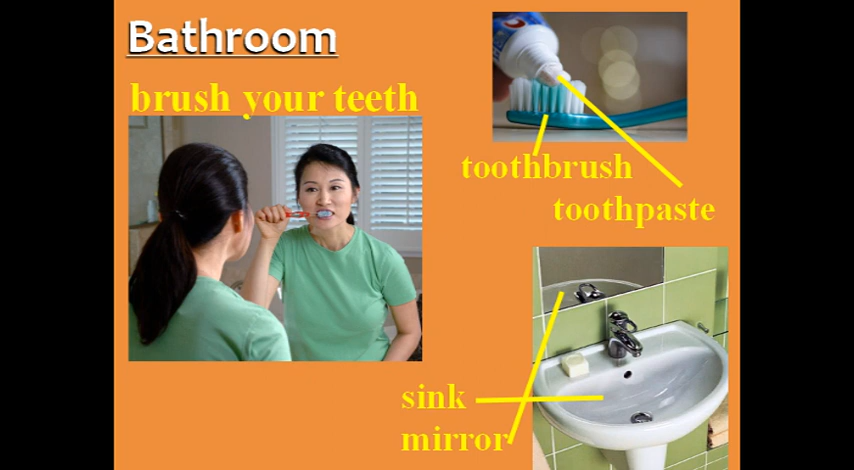 Bathroom
brush your teeth
toothbrush
toothpaste
sink
mirror